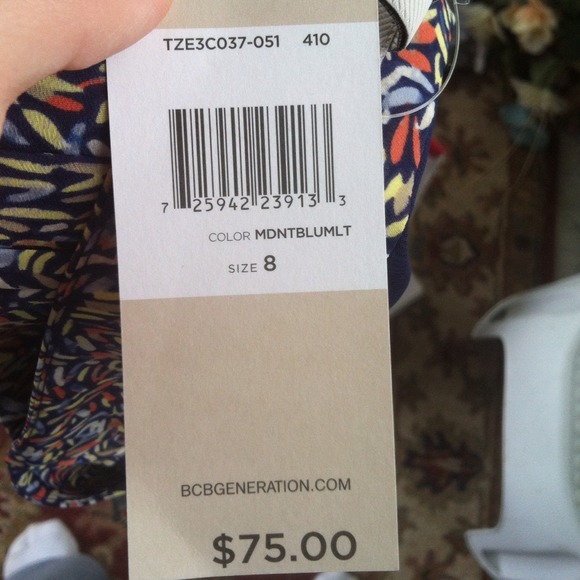 TZE3C037-051 410
7 25942 23913 3
COLOR MDNTBLUMLT
SIZE 8
BCBGENERATION.COM
$75.00